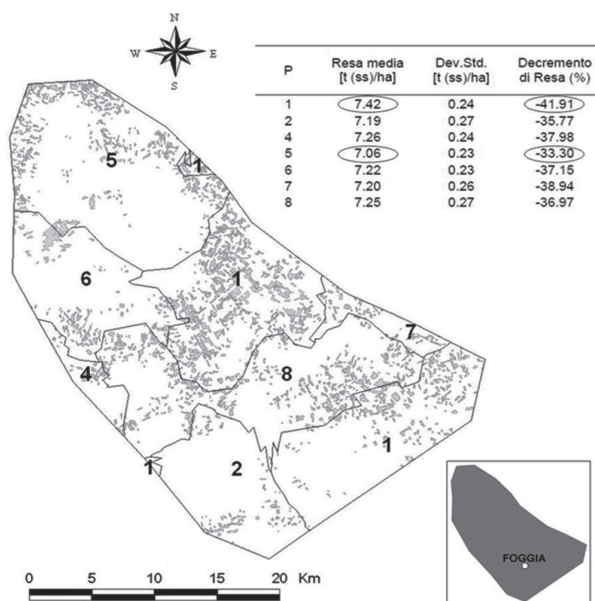 N
W E
S
P Resa media [t (ss)/ha] Dev.Std. [t (ss)/ha] Decremento di Resa (%)
1 7.42 0.24 -41.91
2 7.19 0.27 -35.77
4 7.26 0.24 -37.98
5 7.06 0.23 -33.30
6 7.22 0.23 -37.15
7 7.20 0.26 -38.94
8 7.25 0.27 -36.97
5
1
6
1
7
4
8
1
1
2
FOGGIA
0 5 10 15 20 Km